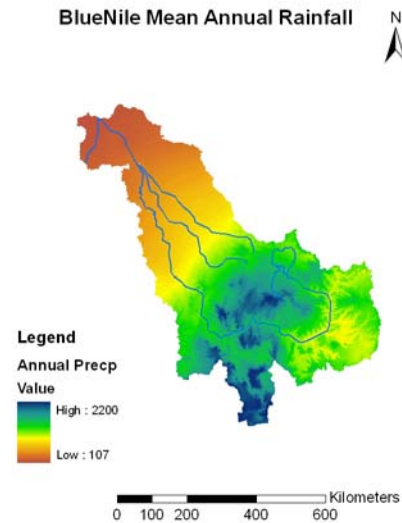 BlueNile Mean Annual Rainfall
N
Legend
Annual Precp
Value
High : 2200
Low : 107
Kilometers
0 100 200 400 600